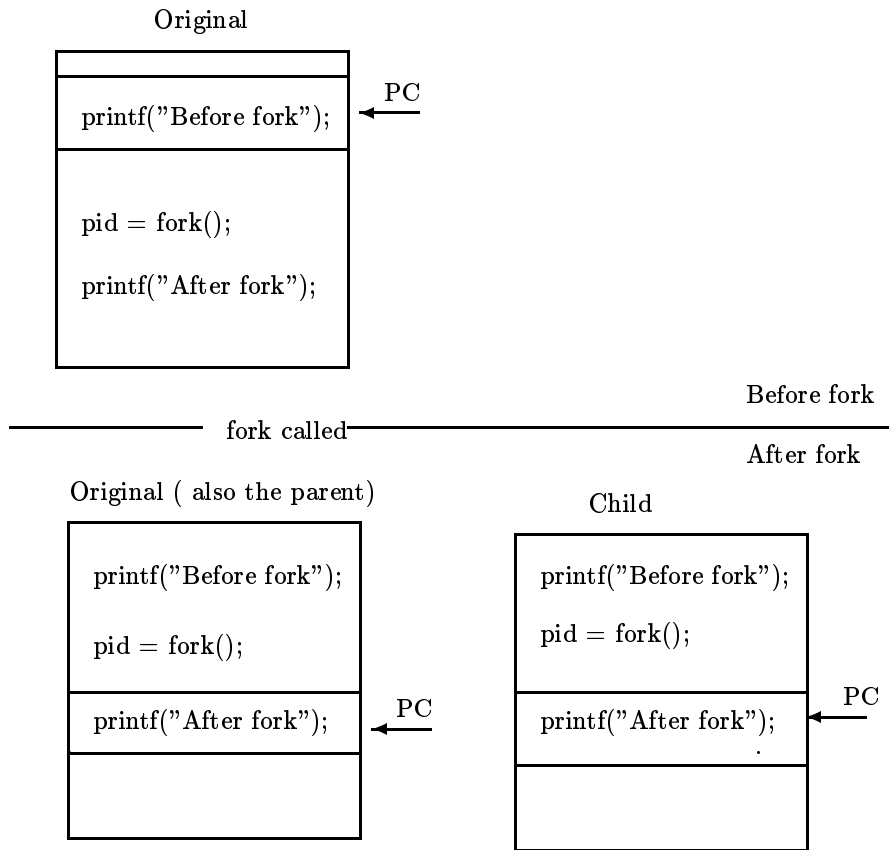 Original
PC
printf("Before fork");
pid = fork();
printf("After fork");
Before fork
fork called
After fork
Original ( also the parent)
printf("Before fork");
pid = fork();
printf("After fork");
PC
Child
printf("Before fork");
pid = fork();
printf("After fork");
PC
.